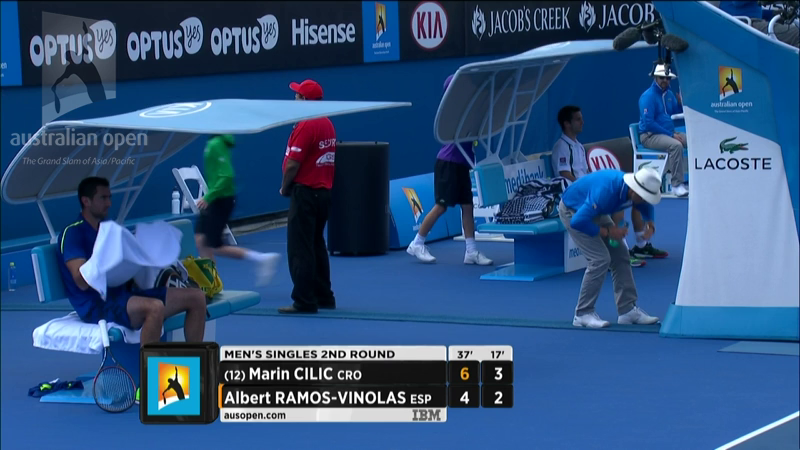 OPTUS yes OPTUS yes OPTUS yes Hisense
KIA
JACOB'S CREEK JACOB
australian open
The Grand Slam of Asia/Pacific
australian open
LACOSTE
KIA
medibank
MEN'S SINGLES 2ND ROUND 37' 17'
(12) Marin CILIC CRO 6 3
Albert RAMOS-VINOLAS ESP 4 2
ausopen.com IBM